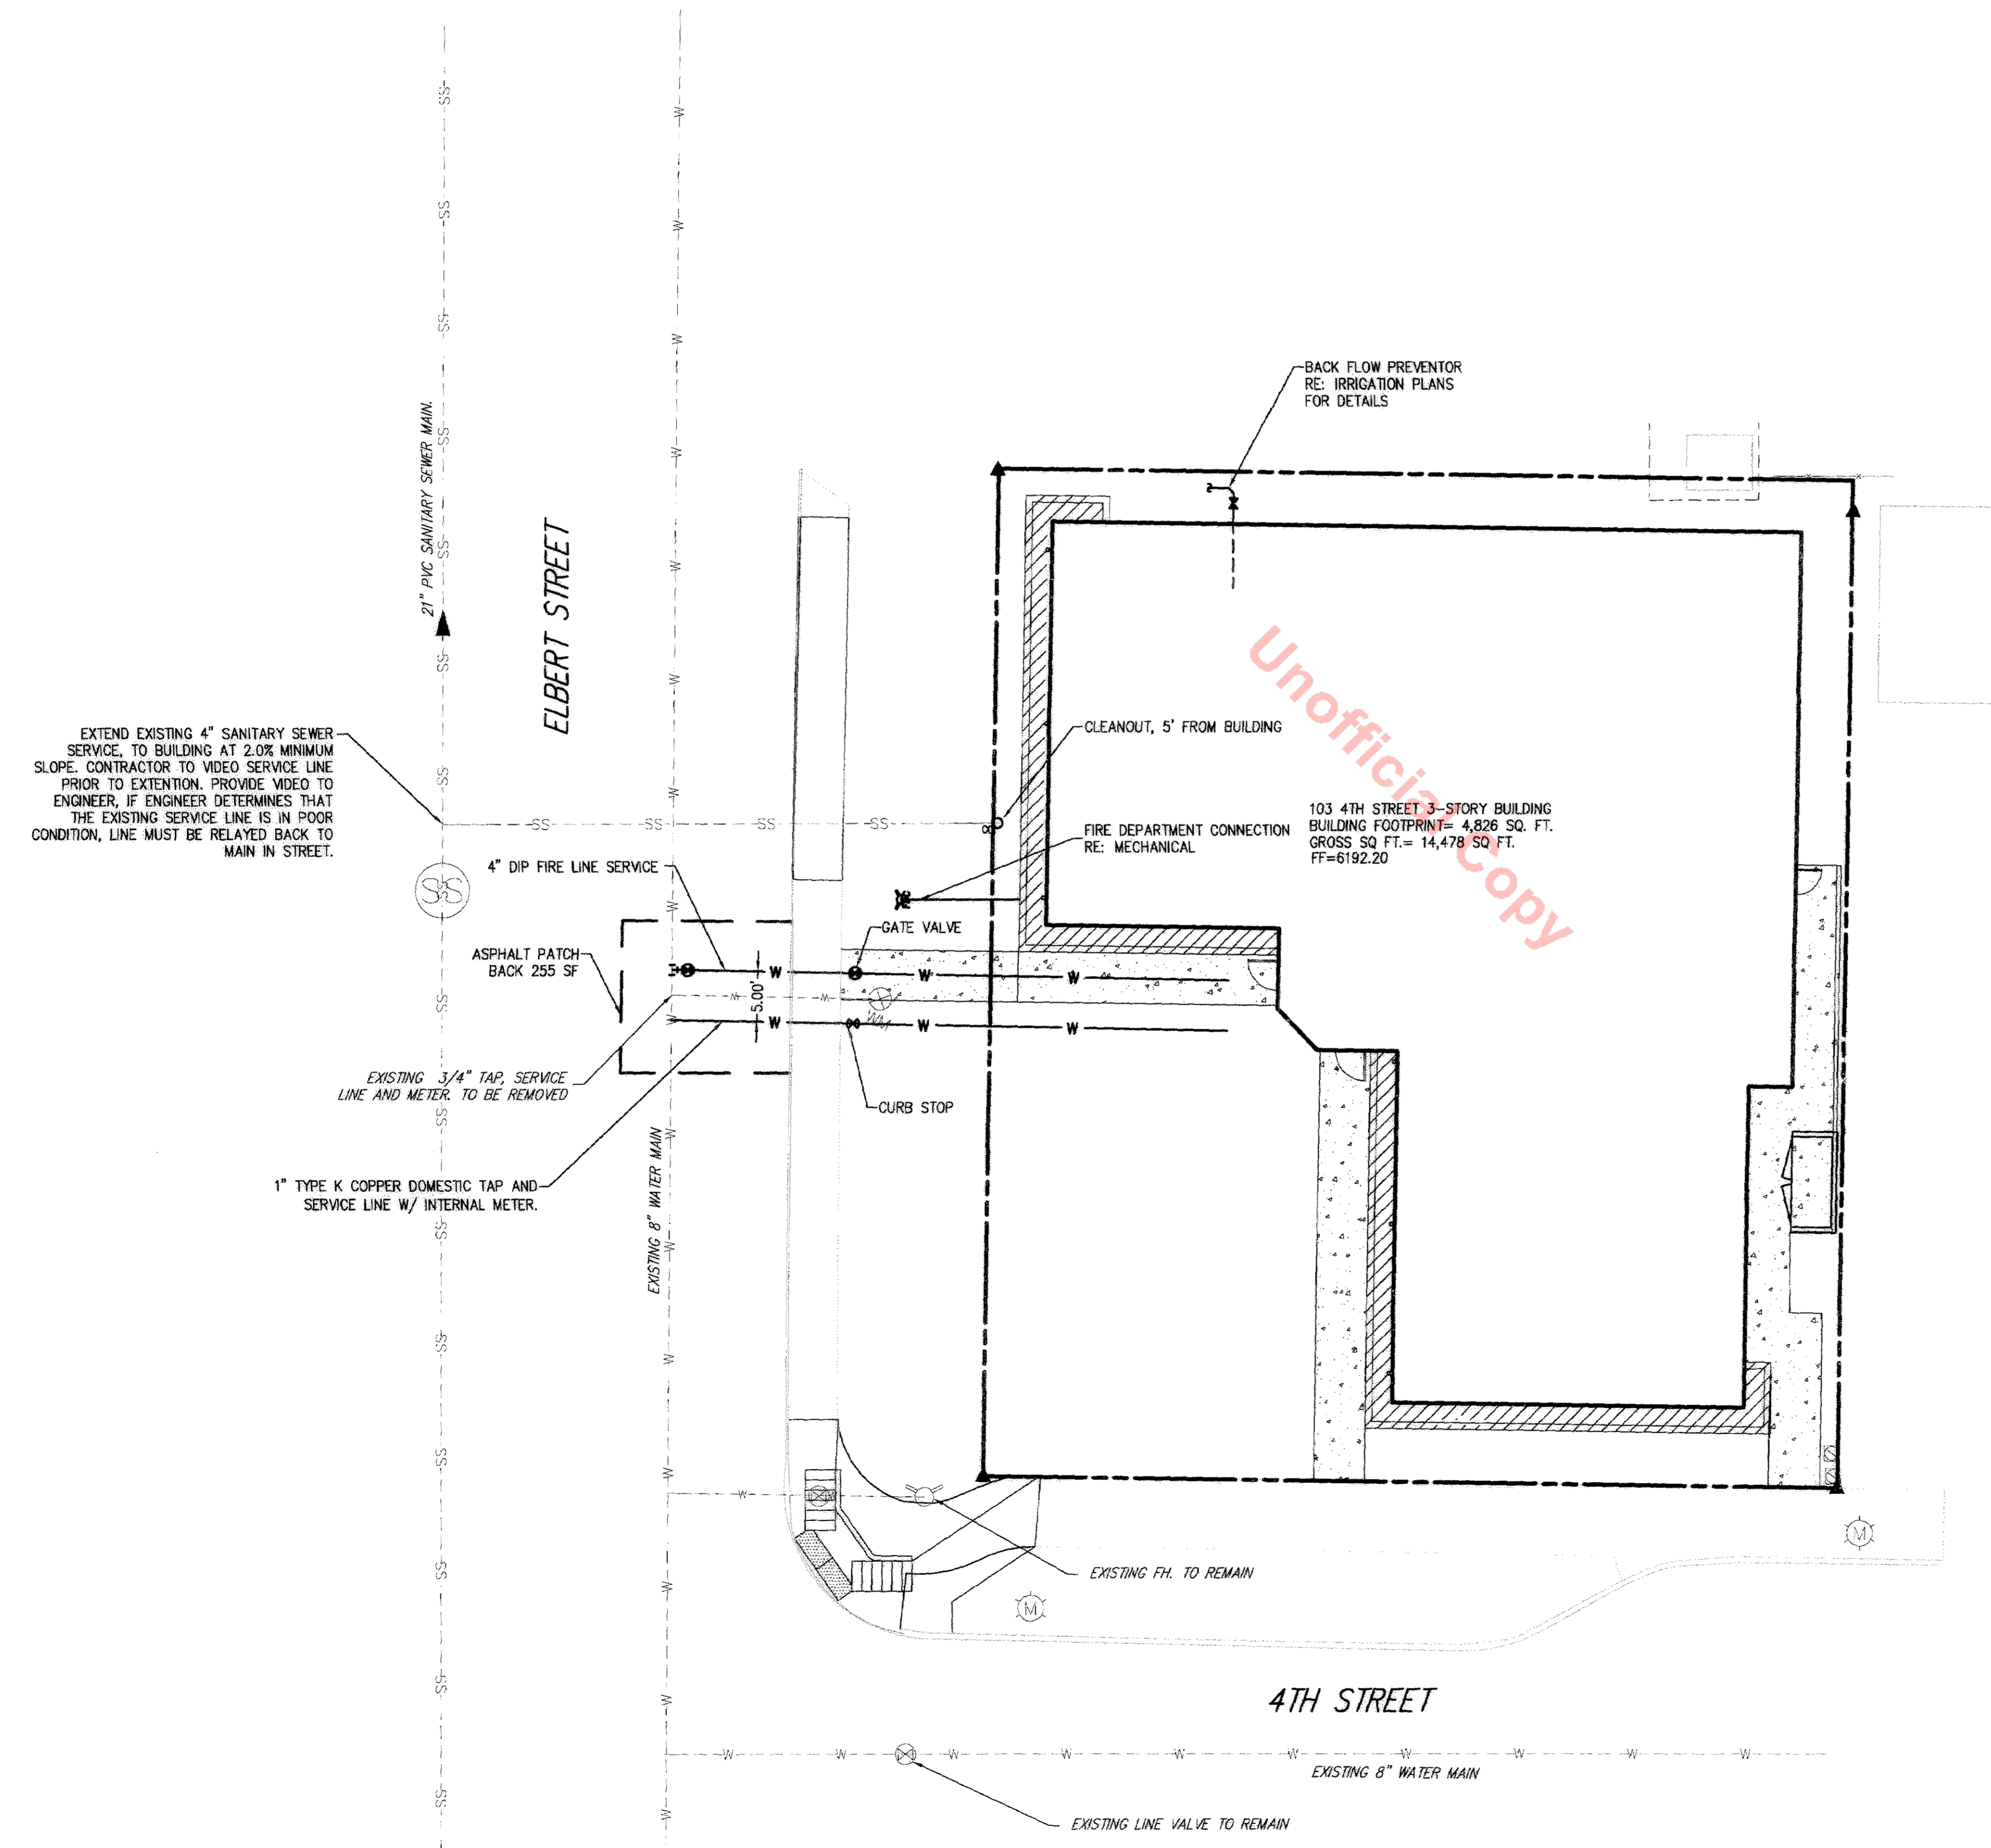 BACK FLOW PREVENTOR
RE: IRRIGATION PLANS
FOR DETAILS
21" PVC SANITARY SEWER MAIN.
ELBERT STREET
Unofficial Copy
EXTEND EXISTING 4" SANITARY SEWER
SERVICE, TO BUILDING AT 2.0% MINIMUM
SLOPE. CONTRACTOR TO VIDEO SERVICE LINE
PRIOR TO EXTENTION. PROVIDE VIDEO TO
ENGINEER, IF ENGINEER DETERMINES THAT
THE EXISTING SERVICE LINE IS IN POOR
CONDITION, LINE MUST BE RELAYED BACK TO
MAIN IN STREET.
CLEANOUT, 5' FROM BUILDING
103 4TH STREET 3-STORY BUILDING
BUILDING FOOTPRINT= 4,826 SQ. FT.
GROSS SQ FT.= 14,478 SQ FT.
FF=6192.20
FIRE DEPARTMENT CONNECTION
RE: MECHANICAL
4" DIP FIRE LINE SERVICE
SS
GATE VALVE
ASPHALT PATCH
BACK 255 SF
W W W
5.00'
W W W
WM
EXISTING 3/4" TAP, SERVICE
LINE AND METER. TO BE REMOVED
CURB STOP
1" TYPE K COPPER DOMESTIC TAP AND
SERVICE LINE W/ INTERNAL METER.
EXISTING 8" WATER MAIN
EXISTING FH. TO REMAIN
M
M
4TH STREET
W W W W W W W W W W
EXISTING 8" WATER MAIN
EXISTING LINE VALVE TO REMAIN